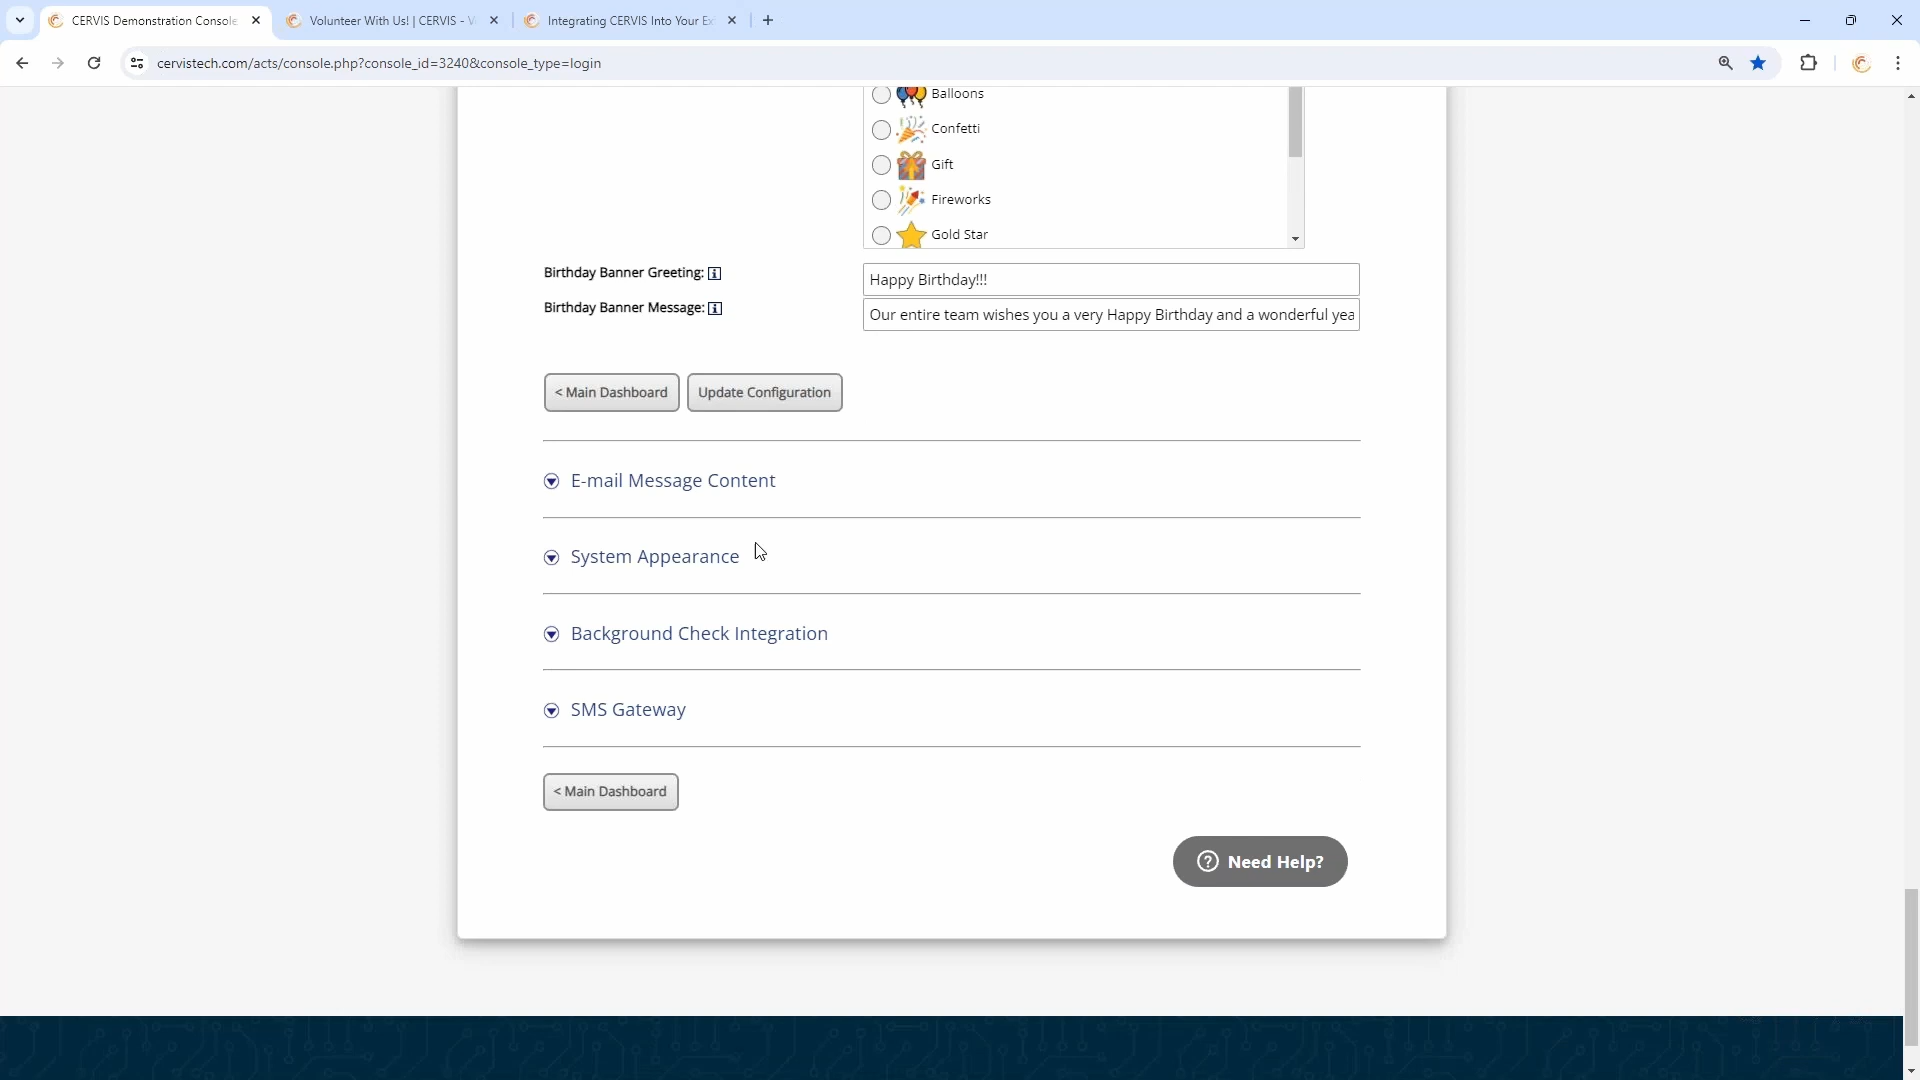 CERVIS Demonstration Console
Volunteer With Us! | CERVIS - V
Integrating CERVIS Into Your Ex
cervistech.com/acts/console.php?console_id=3240&console_type=login
Balloons
Confetti
Gift
Fireworks
Gold Star
Birthday Banner Greeting:
Happy Birthday!!!
Birthday Banner Message:
Our entire team wishes you a very Happy Birthday and a wonderful yea
< Main Dashboard
Update Configuration
E-mail Message Content
System Appearance
Background Check Integration
SMS Gateway
< Main Dashboard
Need Help?